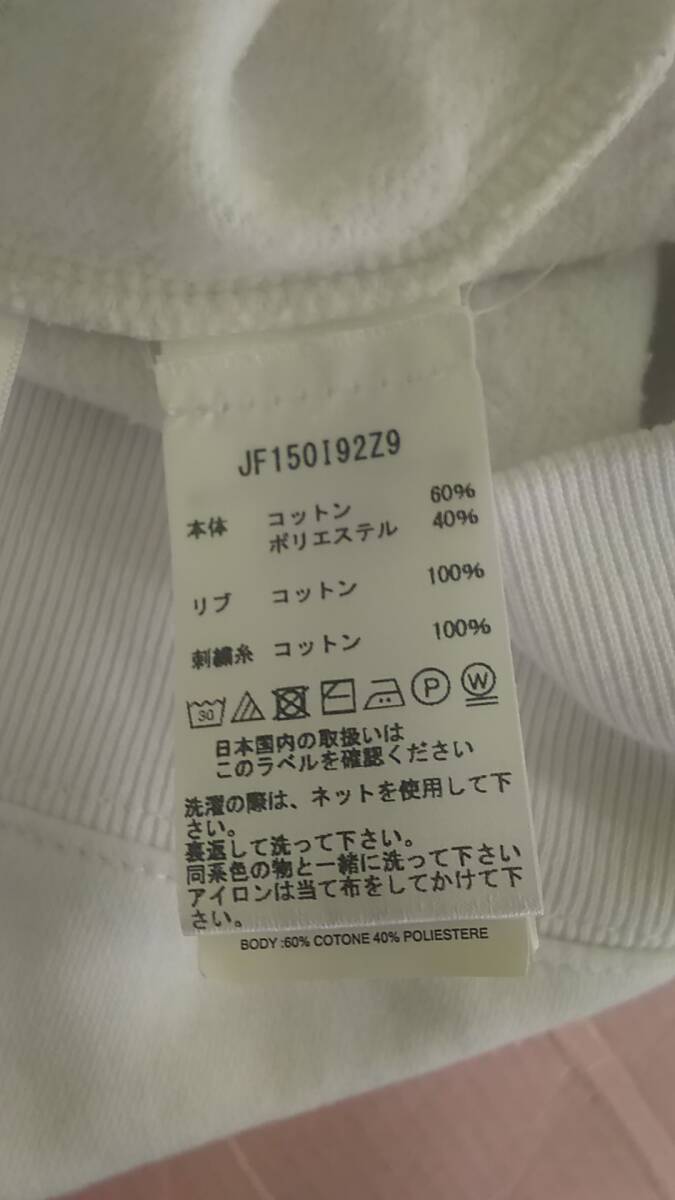 JF150I92Z9
本体 コットン 60%
ポリエステル 40%
リブ コットン 100%
刺繍糸 コットン 100%
30 P W
日本国内の取扱いは
このラベルを確認ください
洗濯の際は、ネットを使用して下
さい。
裏返して洗って下さい。
同系色の物と一緒に洗って下さい
アイロンは当て布をしてかけて下
さい。
BODY :60% COTONE 40% POLIESTERE